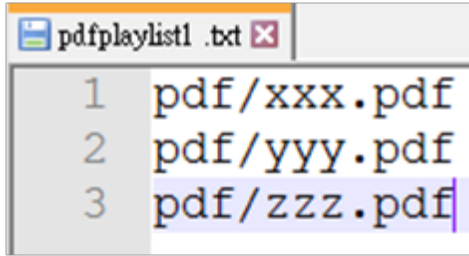 pdfplaylist1 .txt
1 pdf/xxx.pdf
2 pdf/yyy.pdf
3 pdf/zzz.pdf